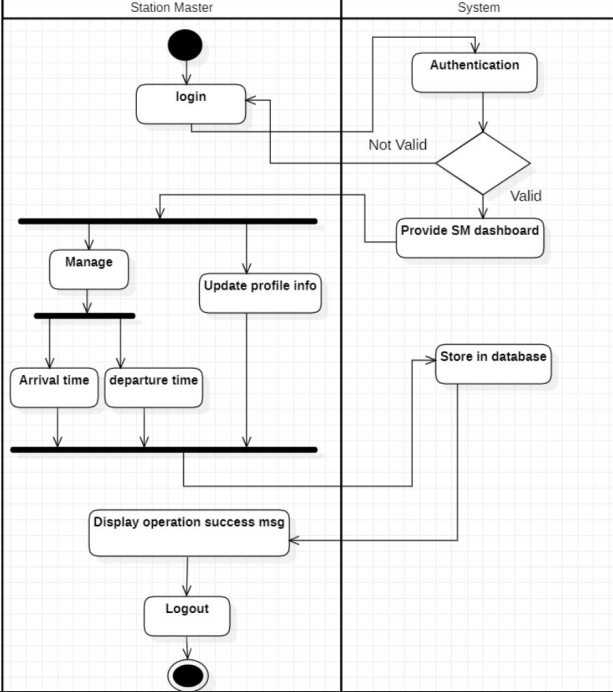 Station Master
System
Authentication
login
Not Valid
Valid
Provide SM dashboard
Manage
Update profile info
Store in database
Arrival time
departure time
Display operation success msg
Logout